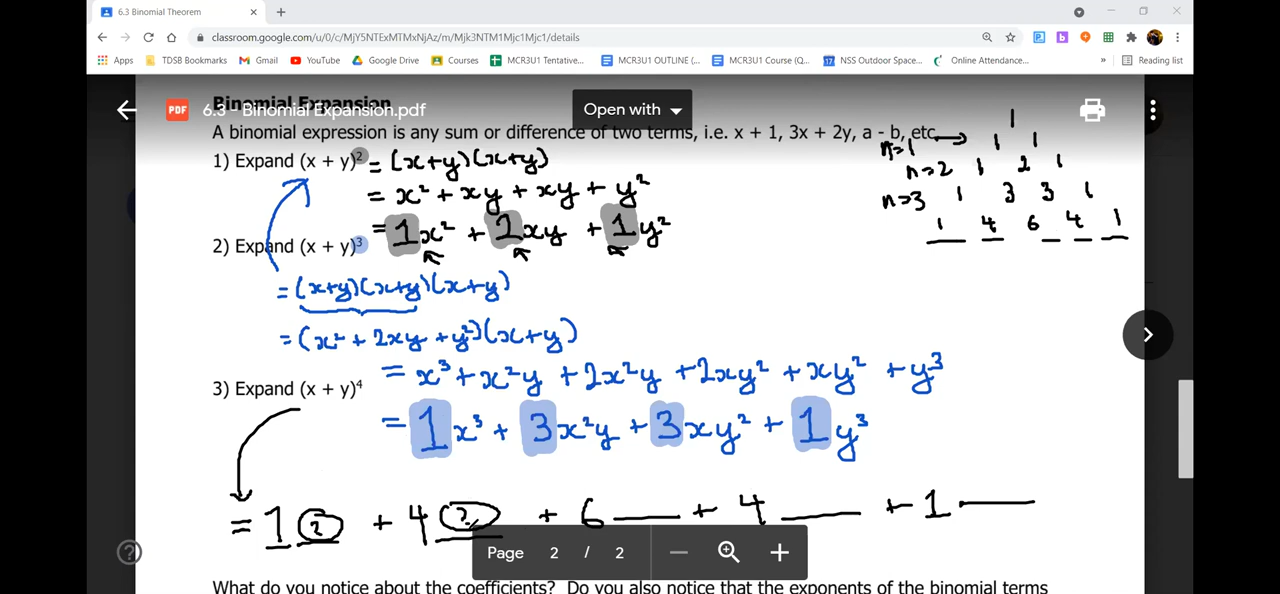 6.3 Binomial Theorem
classroom.google.com/u/0/c/MjY5NTExMTMxNjAz/m/Mjk3NTM1Mjc1Mjc1/details
Apps TDSB Bookmarks Gmail YouTube Google Drive Courses MCR3U1 Tentative... MCR3U1 OUTLINE (... MCR3U1 Course (Q... NSS Outdoor Space... Online Attendance... » Reading list
Binomial Expansion
PDF 6.3 - Binomial Expansion.pdf Open with
A binomial expression is any sum or difference of two terms, i.e. x + 1, 3x + 2y, a - b, etc.
1
n=1 → 1 1
n=2 1 2 1
n=3 1 3 3 1
1 4 6 4 1
1) Expand (x + y)² = (x+y)(x+y)
= x² + xy + xy + y²
= 1x² + 2xy + 1y²
2) Expand (x + y)³
= (x+y)(x+y)(x+y)
= (x² + 2xy + y²)(x+y)
= x³ + x²y + 2x²y + 2xy² + xy² + y³
= 1x³ + 3x²y + 3xy² + 1y³
3) Expand (x + y)⁴
= 1 ? + 4 ? + 6 ___ + 4 ___ + 1 ___
Page 2 / 2
What do you notice about the coefficients? Do you also notice that the exponents of the binomial terms